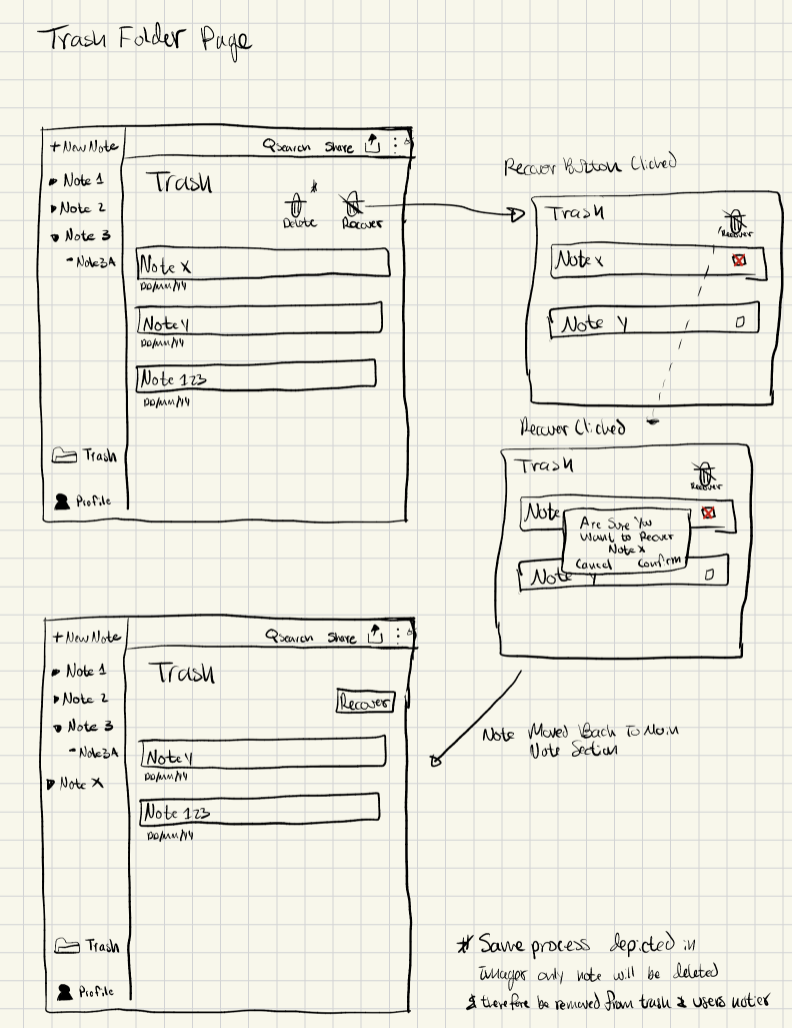 Trash Folder Page
+ New Note
Search Share
Note 1
Note 2
Note 3
- Note 3A
Trash
*
Delete
Recover
Note X
DD/MM/YY
Note Y
DD/MM/YY
Note 123
DD/MM/YY
Trash
Profile
Recover Button Clicked
Trash
Recover
Note X
Note Y
Recover Clicked
Trash
Recover
Note
Are Sure You
Want to Recover
Note X
Cancel Confirm
Note Y
+ New Note
Search Share
Note 1
Note 2
Note 3
- Note 3A
Note X
Trash
Recover
Note Y
DD/MM/YY
Note 123
DD/MM/YY
Trash
Profile
Note Moved Back To Main
Note Section
* Same process depicted in
only note will be deleted
& therefore be removed from trash & users